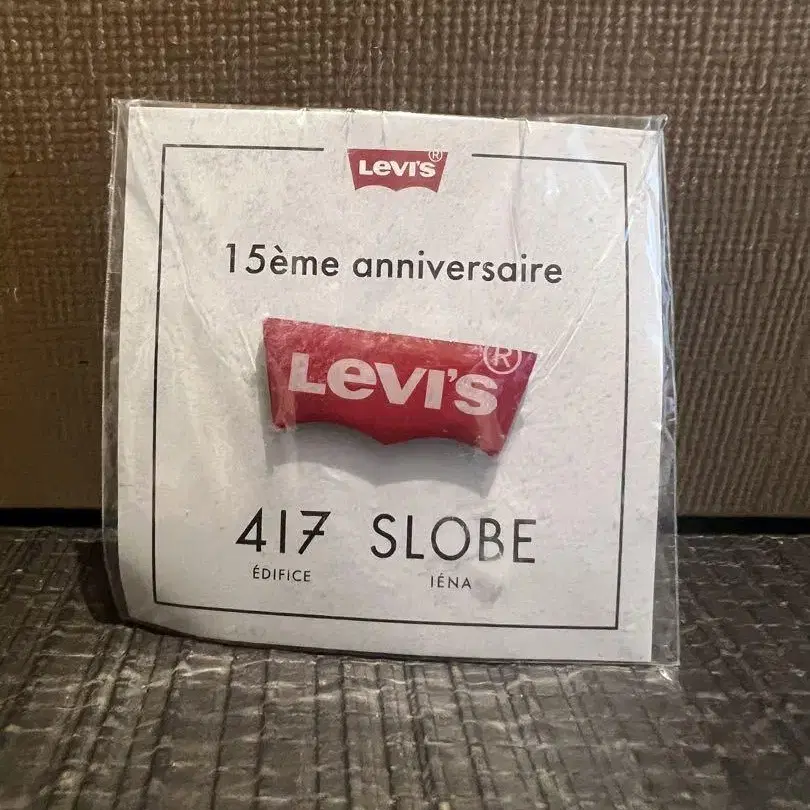 LEVI'S®
15ème anniversaire
LEVI'S®
417 SLOBE
ÉDIFICE IÉNA